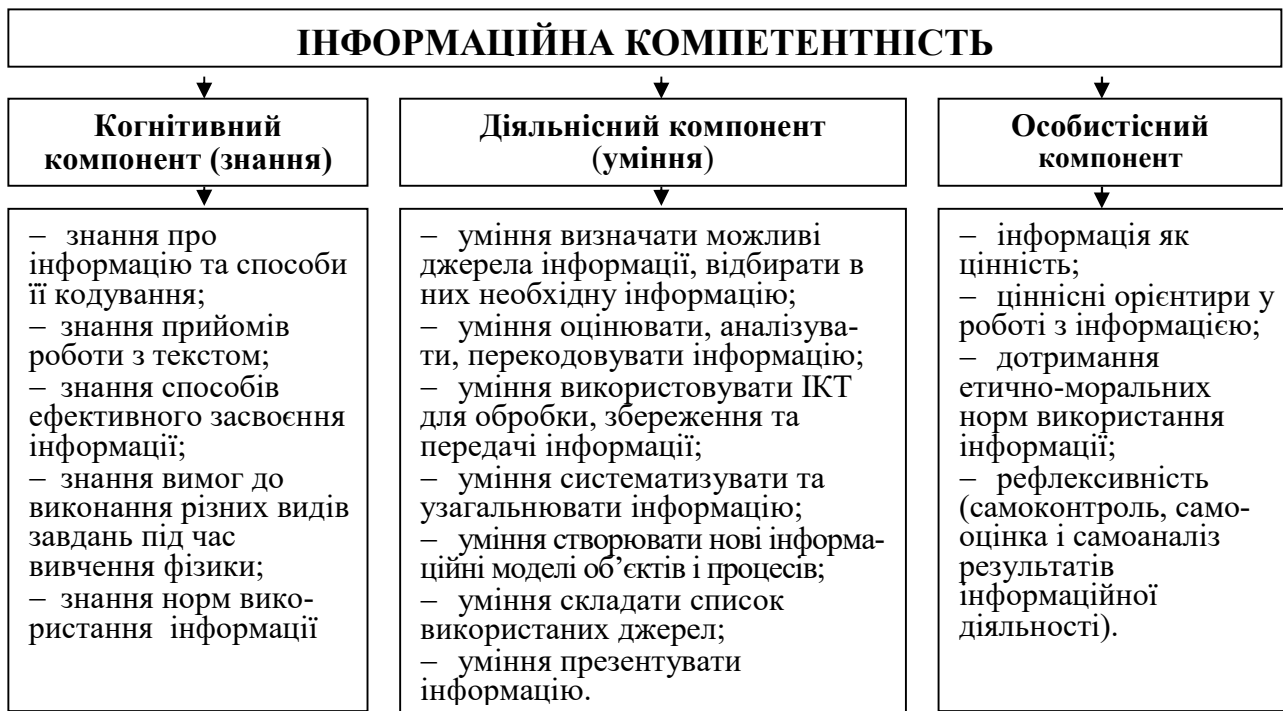 ІНФОРМАЦІЙНА КОМПЕТЕНТНІСТЬ
Когнітивний
компонент (знання)
– знання про
інформацію та способи
її кодування;
– знання прийомів
роботи з текстом;
– знання способів
ефективного засвоєння
інформації;
– знання вимог до
виконання різних видів
завдань під час
вивчення фізики;
– знання норм вико-
ристання інформації
Діяльнісний компонент
(уміння)
– уміння визначати можливі
джерела інформації, відбирати в
них необхідну інформацію;
– уміння оцінювати, аналізува-
ти, перекодовувати інформацію;
– уміння використовувати ІКТ
для обробки, збереження та
передачі інформації;
– уміння систематизувати та
узагальнювати інформацію;
– уміння створювати нові інформа-
ційні моделі об’єктів і процесів;
– уміння складати список
використаних джерел;
– уміння презентувати
інформацію.
Особистісний
компонент
– інформація як
цінність;
– ціннісні орієнтири у
роботі з інформацією;
– дотримання
етично-моральних
норм використання
інформації;
– рефлексивність
(самоконтроль, само-
оцінка і самоаналіз
результатів
інформаційної
діяльності).